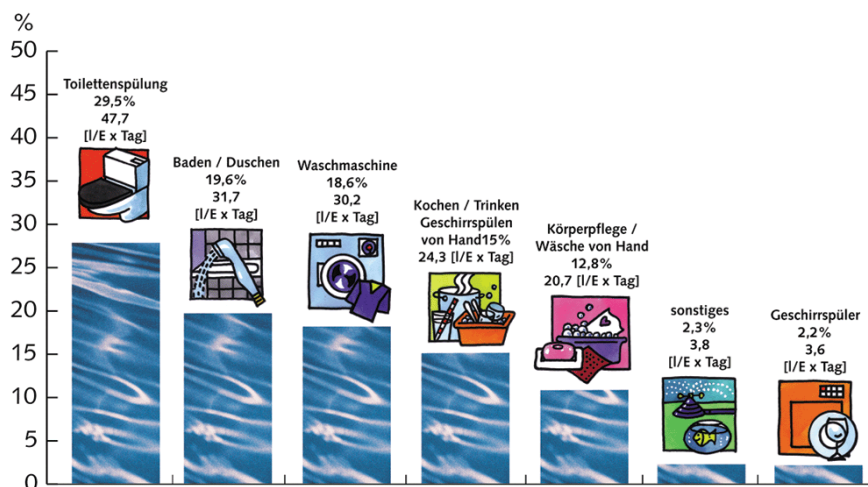 %
50
45
40
35
30
25
20
15
10
5
0
Toilettenspülung
29,5%
47,7
[l/E x Tag]
Baden / Duschen
19,6%
31,7
[l/E x Tag]
Waschmaschine
18,6%
30,2
[l/E x Tag]
Kochen / Trinken
Geschirrspülen
von Hand15%
24,3 [l/E x Tag]
Körperpflege /
Wäsche von Hand
12,8%
20,7 [l/E x Tag]
sonstiges
2,3%
3,8
[l/E x Tag]
Geschirrspüler
2,2%
3,6
[l/E x Tag]